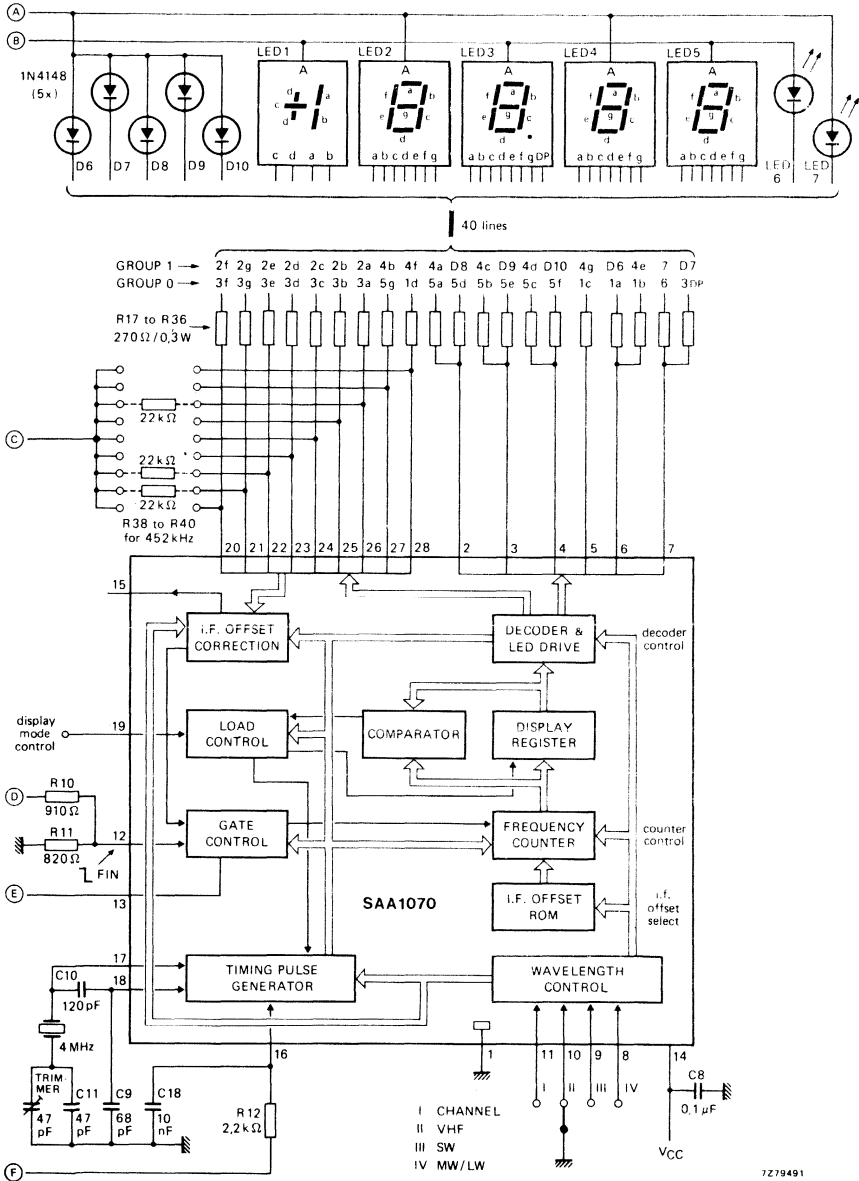 A
B
LED1 LED2 LED3 LED4 LED5
1N4148
(5x)
A A A A A
d a
c b
d
a f b e g c d
a f b e g c d
a f b e g c d
a f b e g c d
D6 D7 D8 D9 D10
c d a b
abcdefg
abcdefgDP
abcdefg
abcdefg
LED 6
LED 7
40 lines
GROUP 1 → 2f 2g 2e 2d 2c 2b 2a 4b 4f 4a D8 4c D9 4d D10 4g D6 4e 7 D7
GROUP 0 → 3f 3g 3e 3d 3c 3b 3a 5g 1d 5a 5d 5b 5e 5c 5f 1c 1a 1b 6 3DP
R17 to R36
270Ω/0,3W
C
22kΩ
22kΩ
22kΩ
R38 to R40
for 452kHz
20 21 22 23 24 25 26 27 28 2 3 4 5 6 7
15
I.F. OFFSET
CORRECTION
DECODER &
LED DRIVE
decoder
control
display
mode
control
19
LOAD
CONTROL
COMPARATOR
DISPLAY
REGISTER
D
R10
910Ω
R11
820Ω
12
FIN
GATE
CONTROL
FREQUENCY
COUNTER
counter
control
E
13
SAA1070
I.F. OFFSET
ROM
i.f.
offset
select
17
C10
18
120pF
TIMING PULSE
GENERATOR
WAVELENGTH
CONTROL
4MHz
16
1
11 10 9 8
14
TRIM-
MER
47
pF
C11
47
pF
C9
68
pF
C18
10
nF
R12
2,2kΩ
I II III IV
C8
0,1μF
VCC
I CHANNEL
II VHF
III SW
IV MW/LW
F
7Z79491